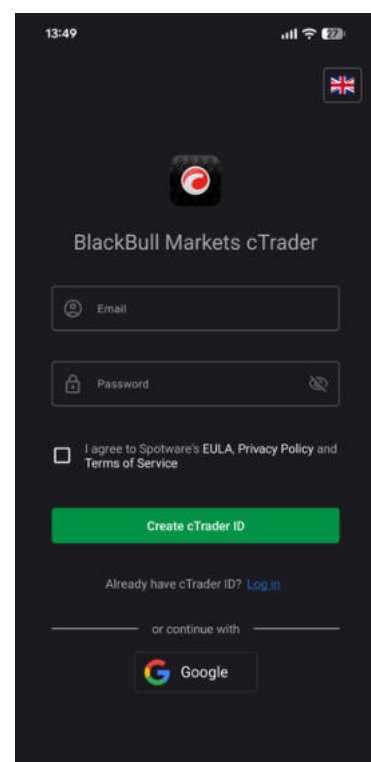 13:49
27
BlackBull Markets cTrader
Email
Password
I agree to Spotware's EULA, Privacy Policy and
Terms of Service
Create cTrader ID
Already have cTrader ID? Log in
or continue with
Google